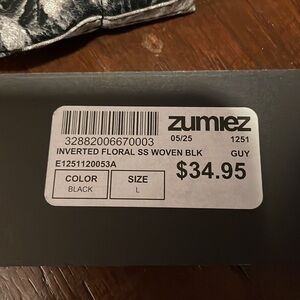 zumiez
32882006670003 05/25 1251
INVERTED FLORAL SS WOVEN BLK GUY
E1251120053A
COLOR SIZE $34.95
BLACK L